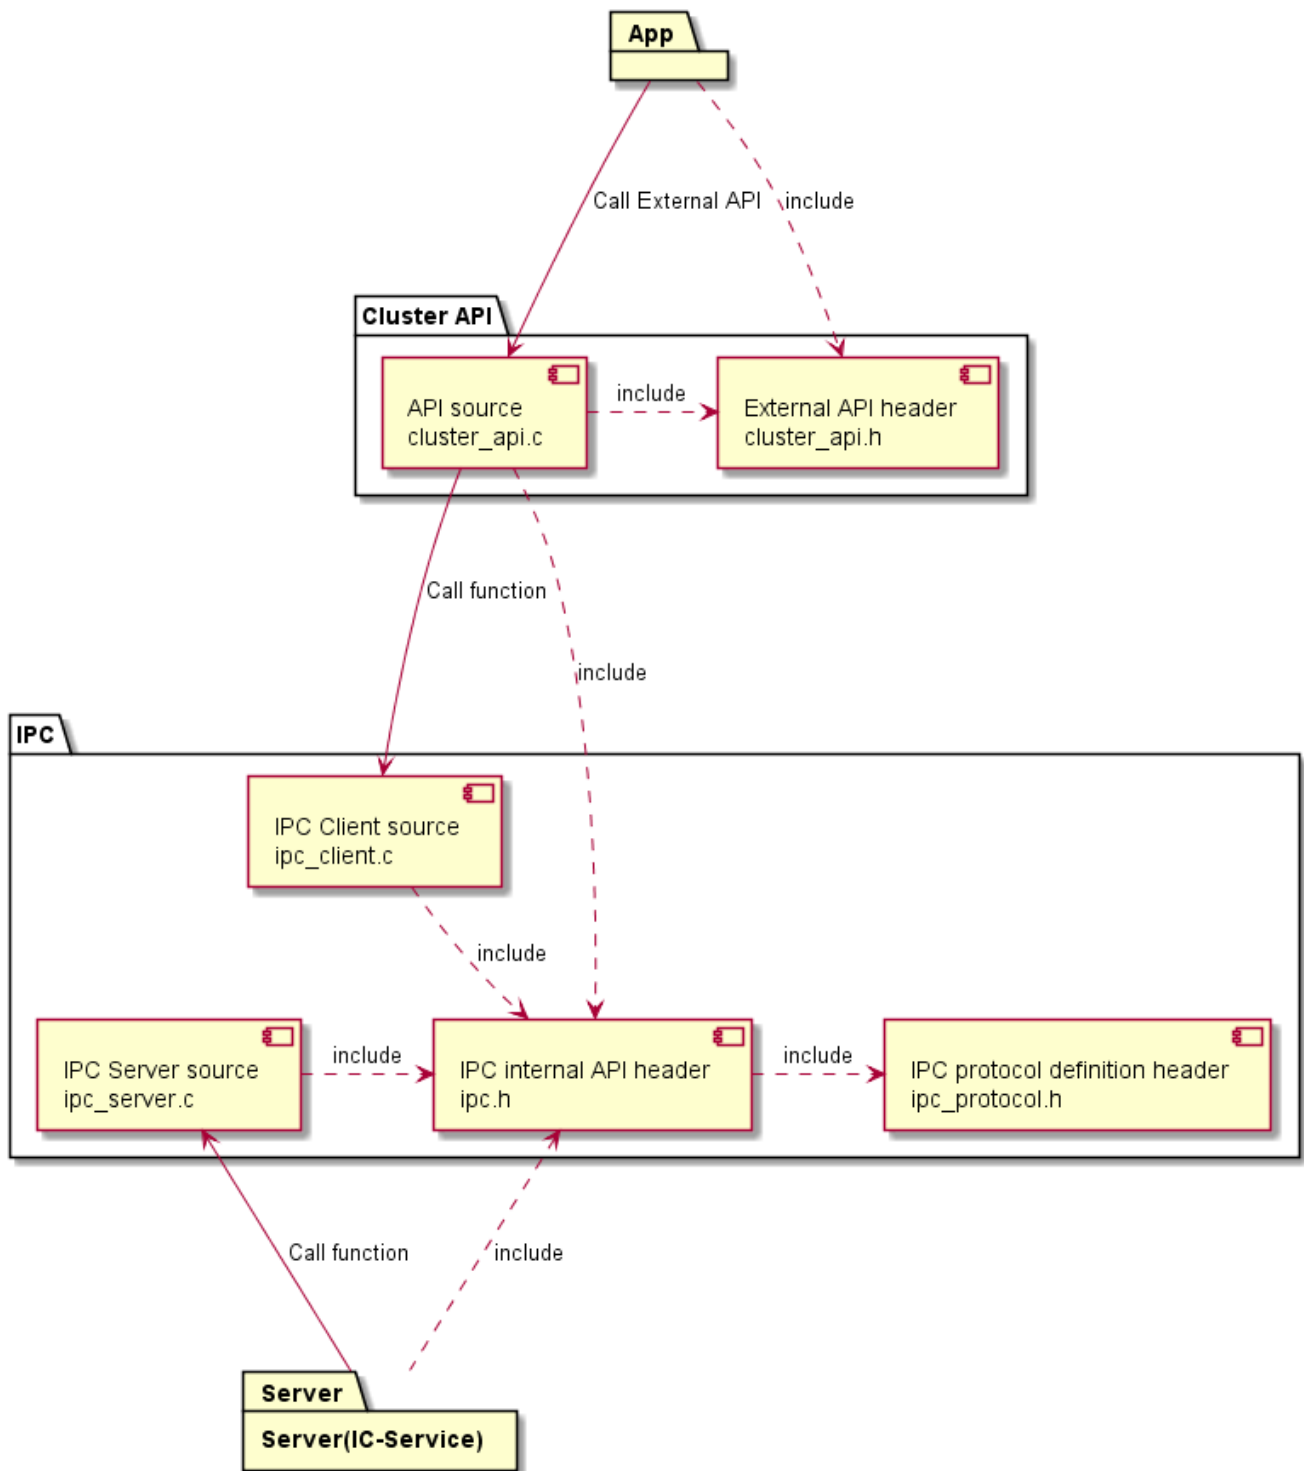 App
Call External API
include
Cluster API
API source
cluster_api.c
include
External API header
cluster_api.h
Call function
include
IPC
IPC Client source
ipc_client.c
include
IPC Server source
ipc_server.c
include
IPC internal API header
ipc.h
include
IPC protocol definition header
ipc_protocol.h
Call function
include
Server
Server(IC-Service)